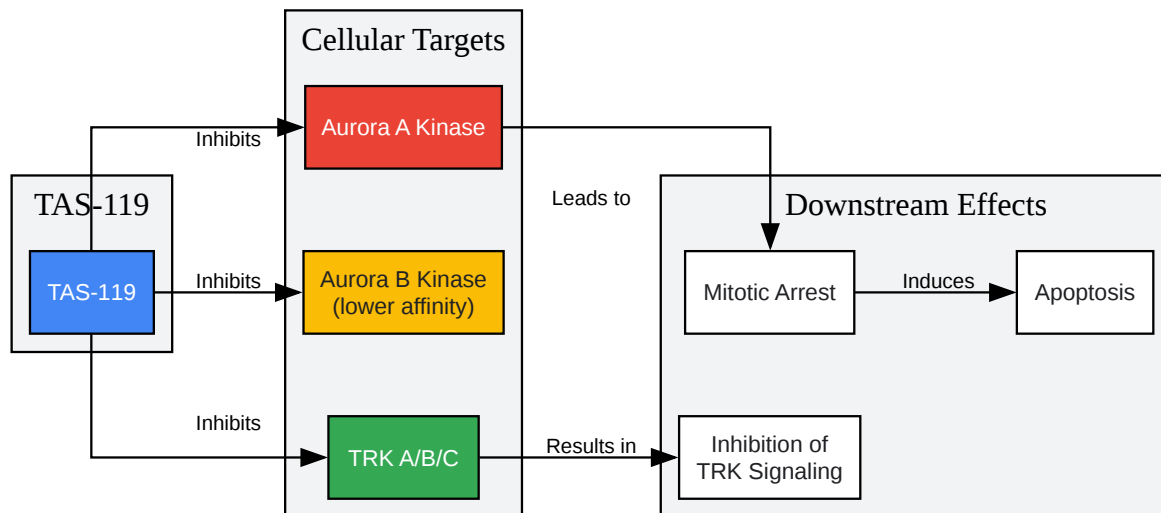 Cellular Targets
Aurora A Kinase
Inhibits
Leads to
TAS-119
Downstream Effects
TAS-119
Inhibits
Aurora B Kinase
(lower affinity)
Mitotic Arrest
Induces
Apoptosis
Inhibits
TRK A/B/C
Results in
Inhibition of
TRK Signaling